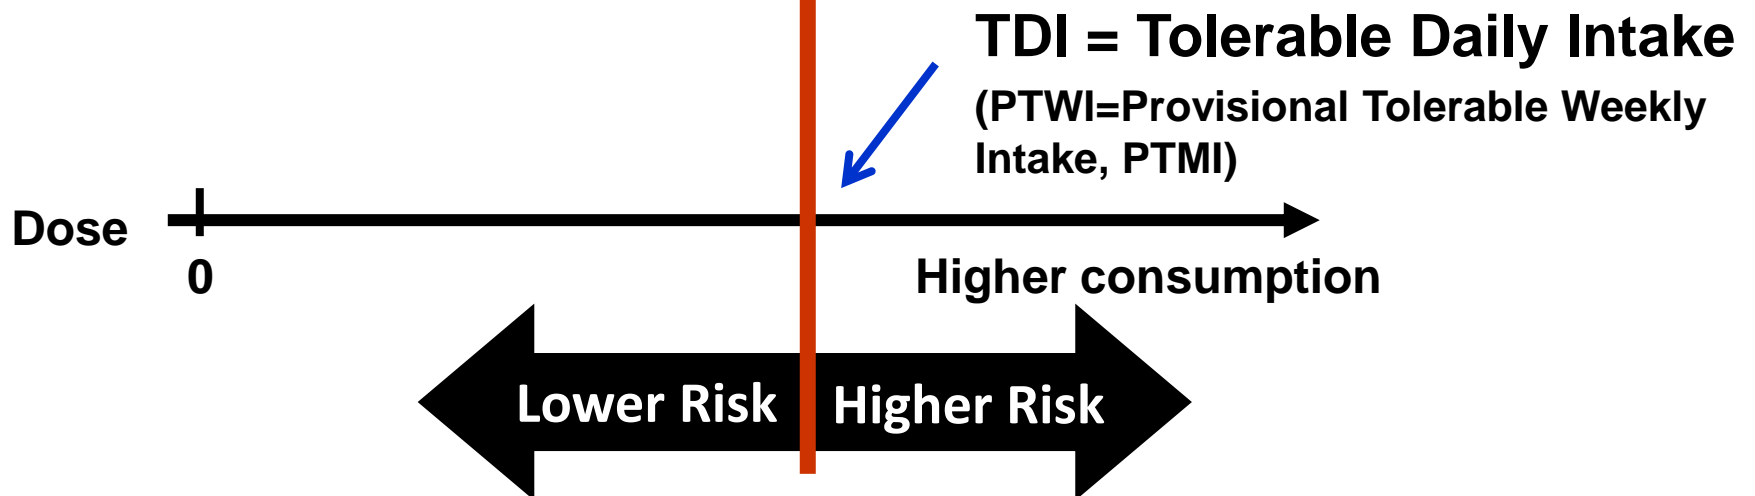 TDI = Tolerable Daily Intake
(PTWI=Provisional Tolerable Weekly
Intake, PTMI)
Dose
0
Higher consumption
Lower Risk
Higher Risk